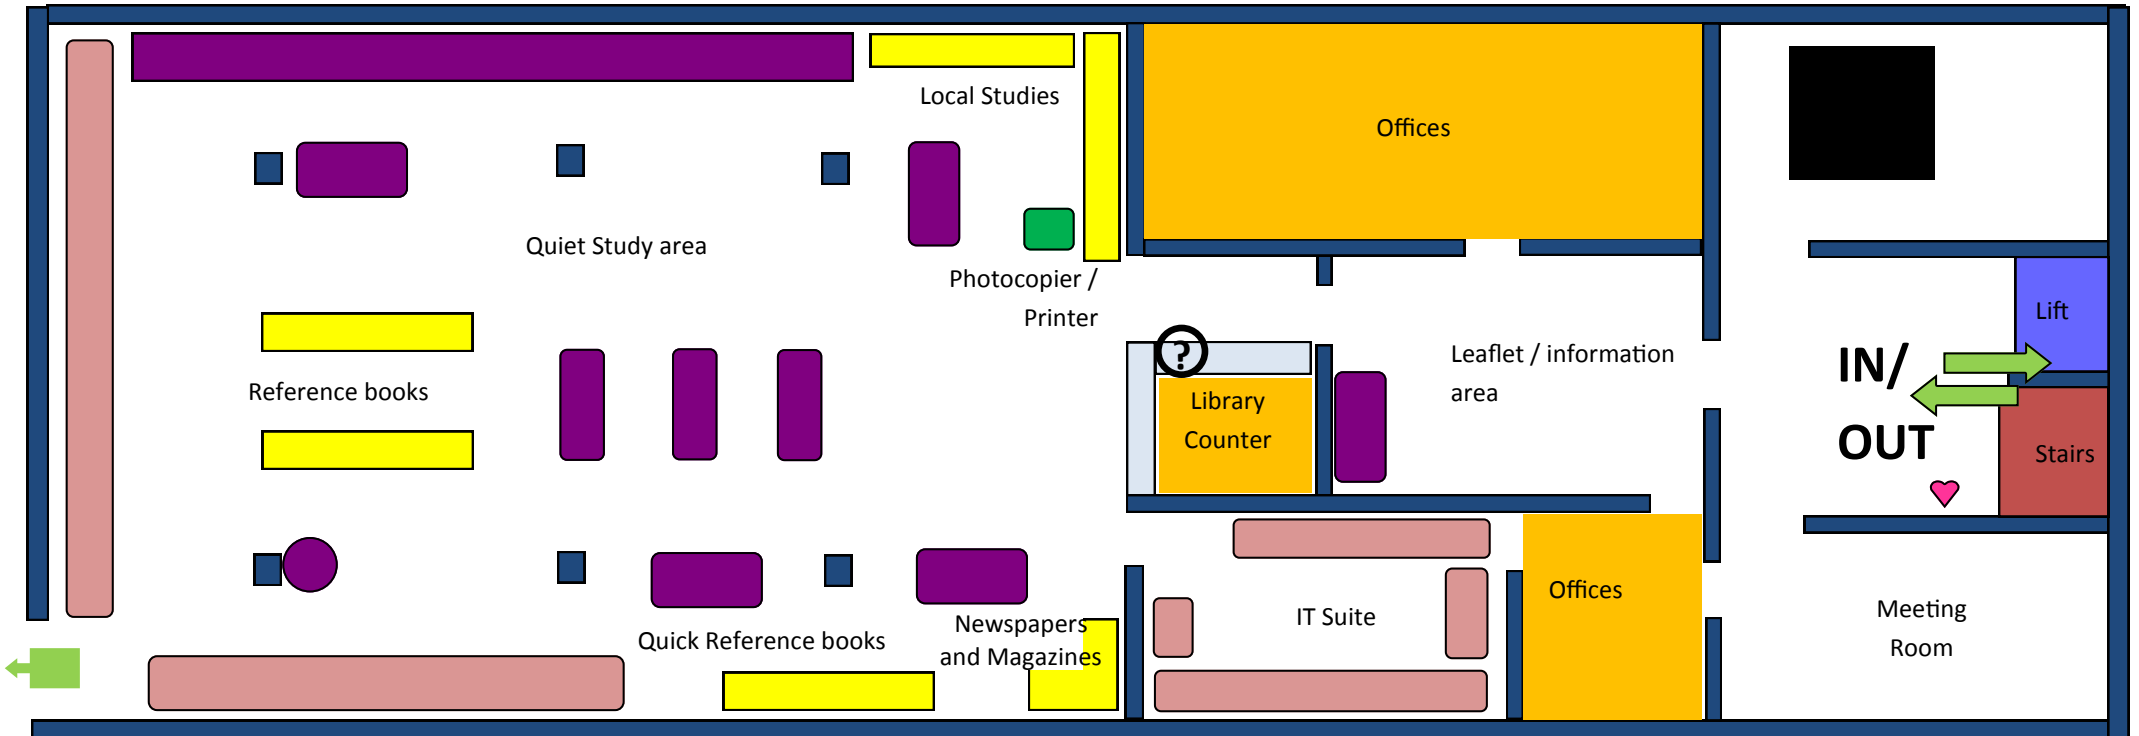 Local Studies
Offices
Quiet Study area
Photocopier /
Printer
Lift
?
Leaflet / information
area
IN/
OUT
Reference books
Library
Counter
Stairs
Offices
IT Suite
Meeting
Room
Newspapers
and Magazines
Quick Reference books